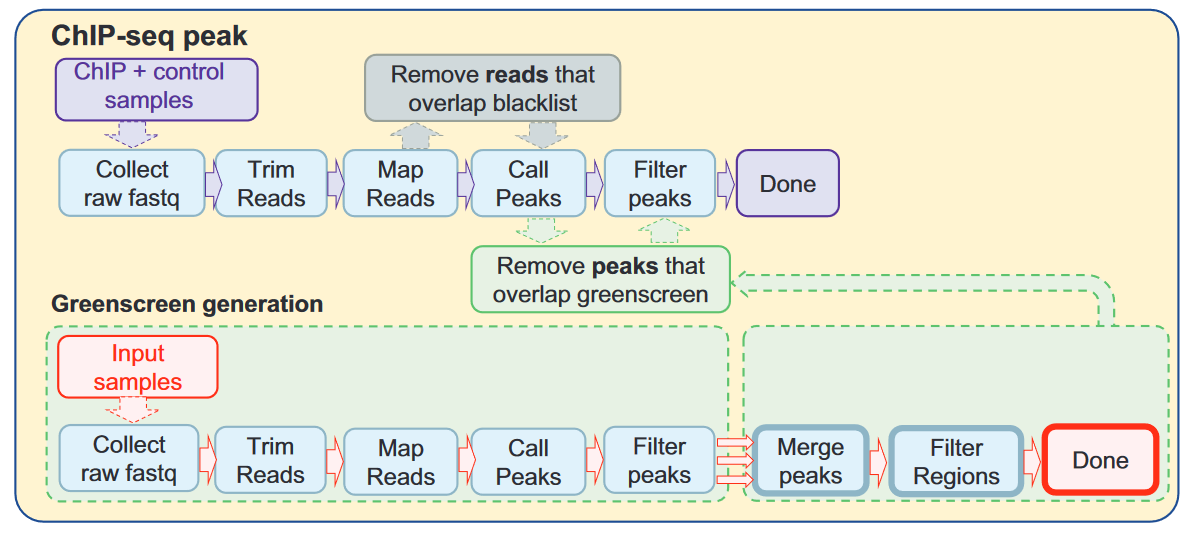 ChIP-seq peak
ChIP + control
samples
Remove reads that
overlap blacklist
Collect
raw fastq
Trim
Reads
Map
Reads
Call
Peaks
Filter
peaks
Done
Remove peaks that
overlap greenscreen
Greenscreen generation
Input
samples
Collect
raw fastq
Trim
Reads
Map
Reads
Call
Peaks
Filter
peaks
Merge
peaks
Filter
Regions
Done